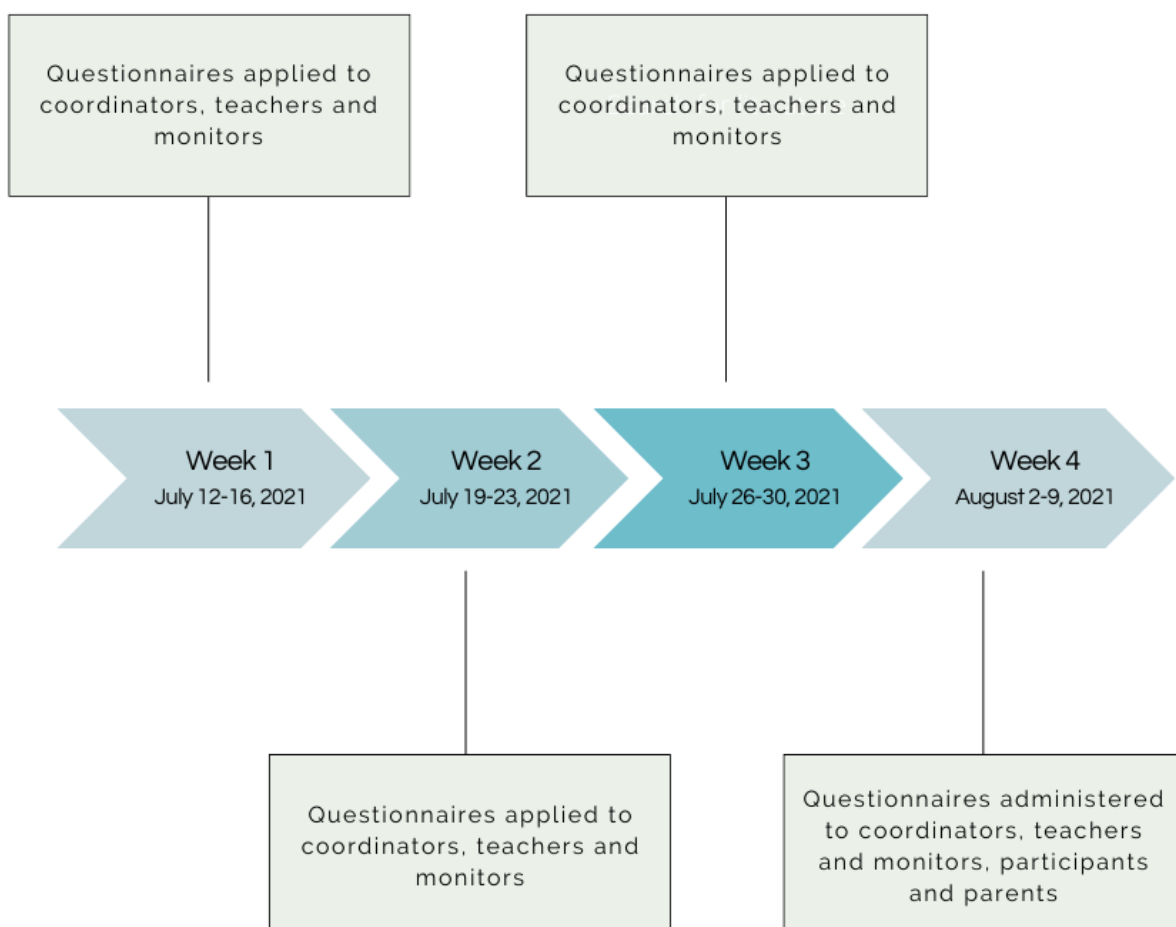 Questionnaires applied to
coordinators, teachers and
monitors
Questionnaires applied to
coordinators, teachers and
monitors
Week 1
July 12-16, 2021
Week 2
July 19-23, 2021
Week 3
July 26-30, 2021
Week 4
August 2-9, 2021
Questionnaires applied to
coordinators, teachers and
monitors
Questionnaires administered
to coordinators, teachers
and monitors, participants
and parents